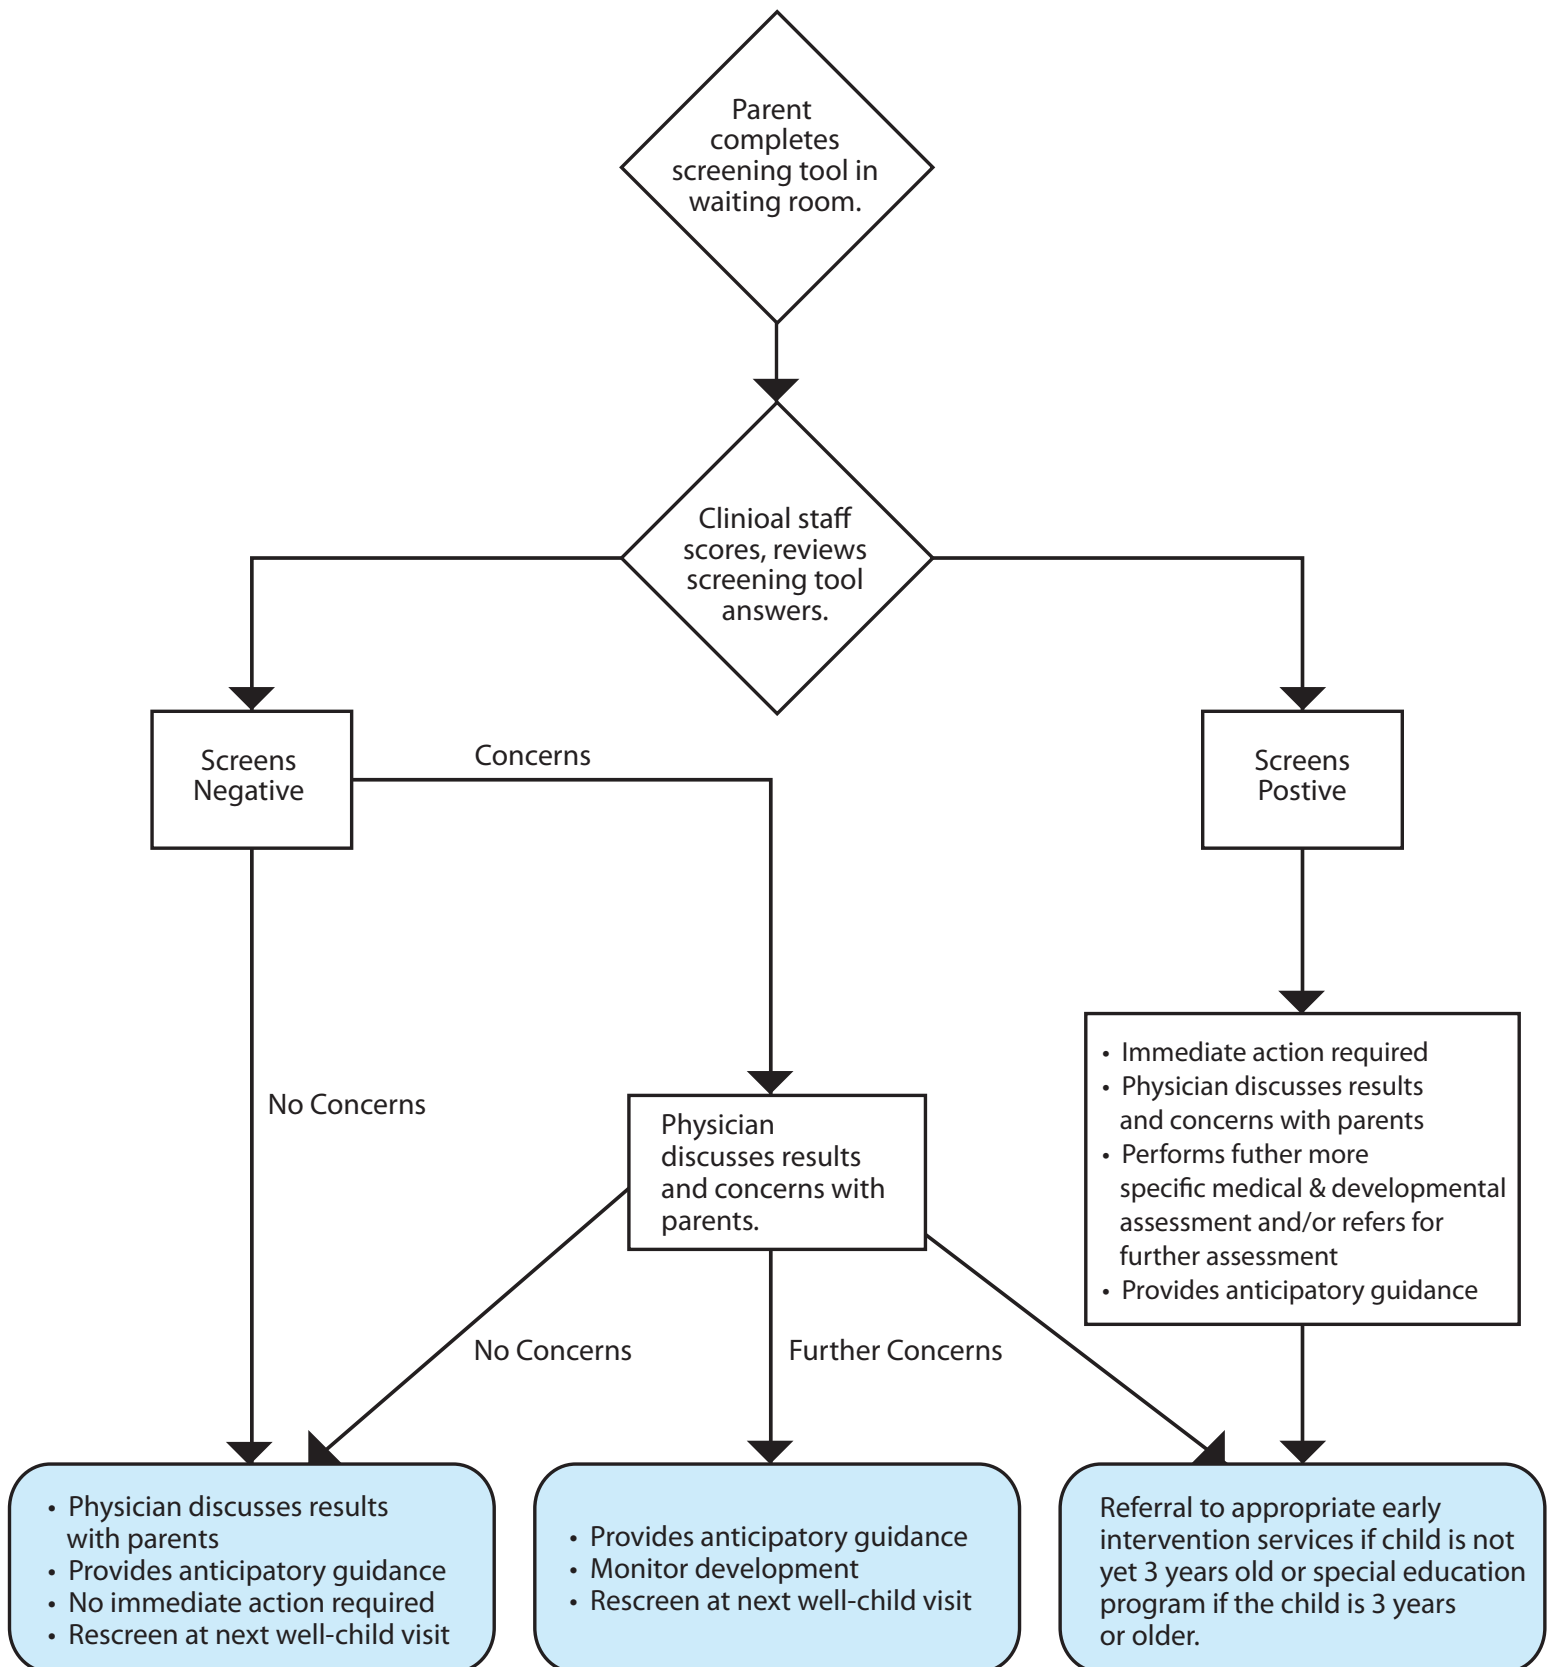 Parent
completes
screening tool in
waiting room.
Clinioal staff
scores, reviews
screening tool
answers.
Screens
Negative
Concerns
Screens
Postive
No Concerns
Physician
discusses results
and concerns with
parents.
• Immediate action required
• Physician discusses results
and concerns with parents
• Performs futher more
specific medical & developmental
assessment and/or refers for
further assessment
• Provides anticipatory guidance
No Concerns
Further Concerns
• Physician discusses results
with parents
• Provides anticipatory guidance
• No immediate action required
• Rescreen at next well-child visit
• Provides anticipatory guidance
• Monitor development
• Rescreen at next well-child visit
Referral to appropriate early
intervention services if child is not
yet 3 years old or special education
program if the child is 3 years
or older.